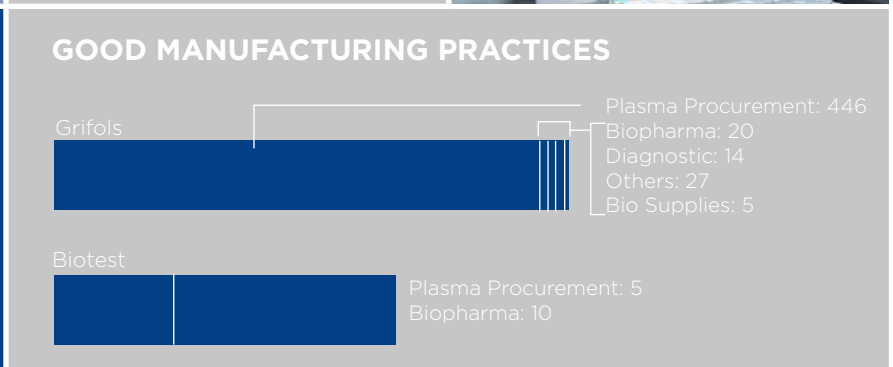 GOOD MANUFACTURING PRACTICES
Grifols
Plasma Procurement: 446
Biopharma: 20
Diagnostic: 14
Others: 27
Bio Supplies: 5
Biotest
Plasma Procurement: 5
Biopharma: 10